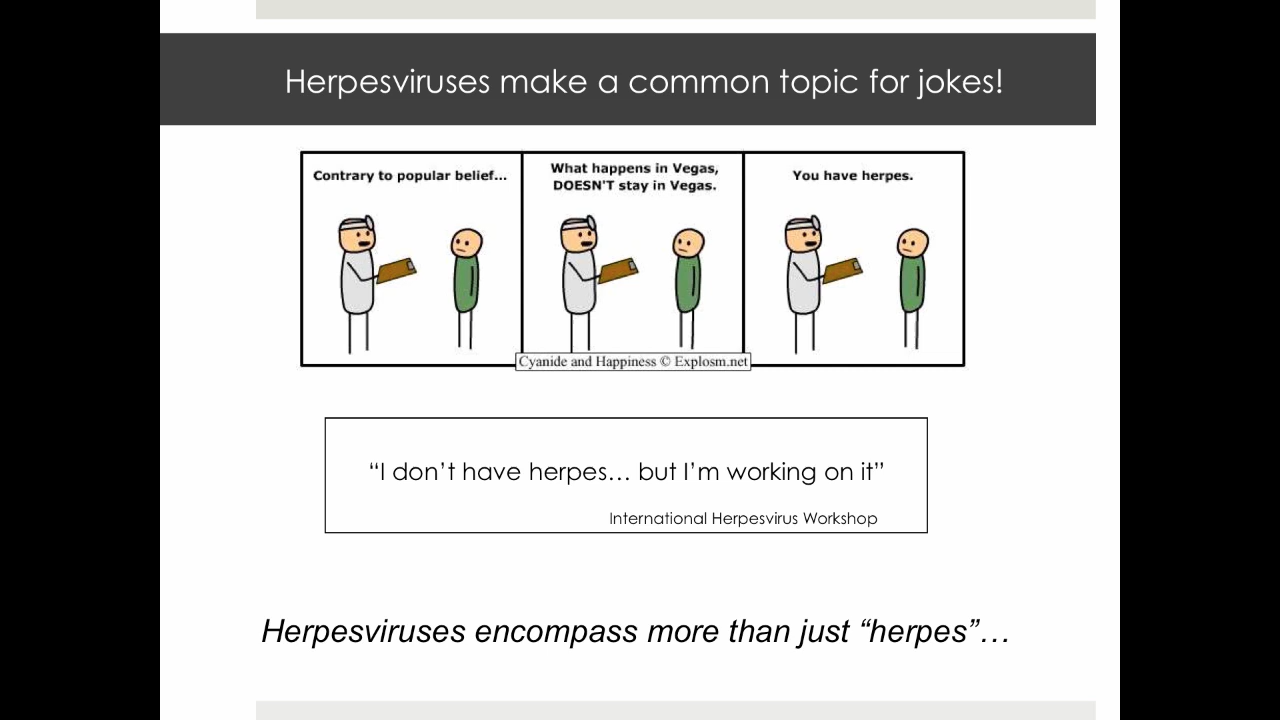 Herpesviruses make a common topic for jokes!
Contrary to popular belief...
What happens in Vegas,
DOESN'T stay in Vegas.
You have herpes.
Cyanide and Happiness © Explosm.net
“I don’t have herpes… but I’m working on it”
International Herpesvirus Workshop
Herpesviruses encompass more than just “herpes”…